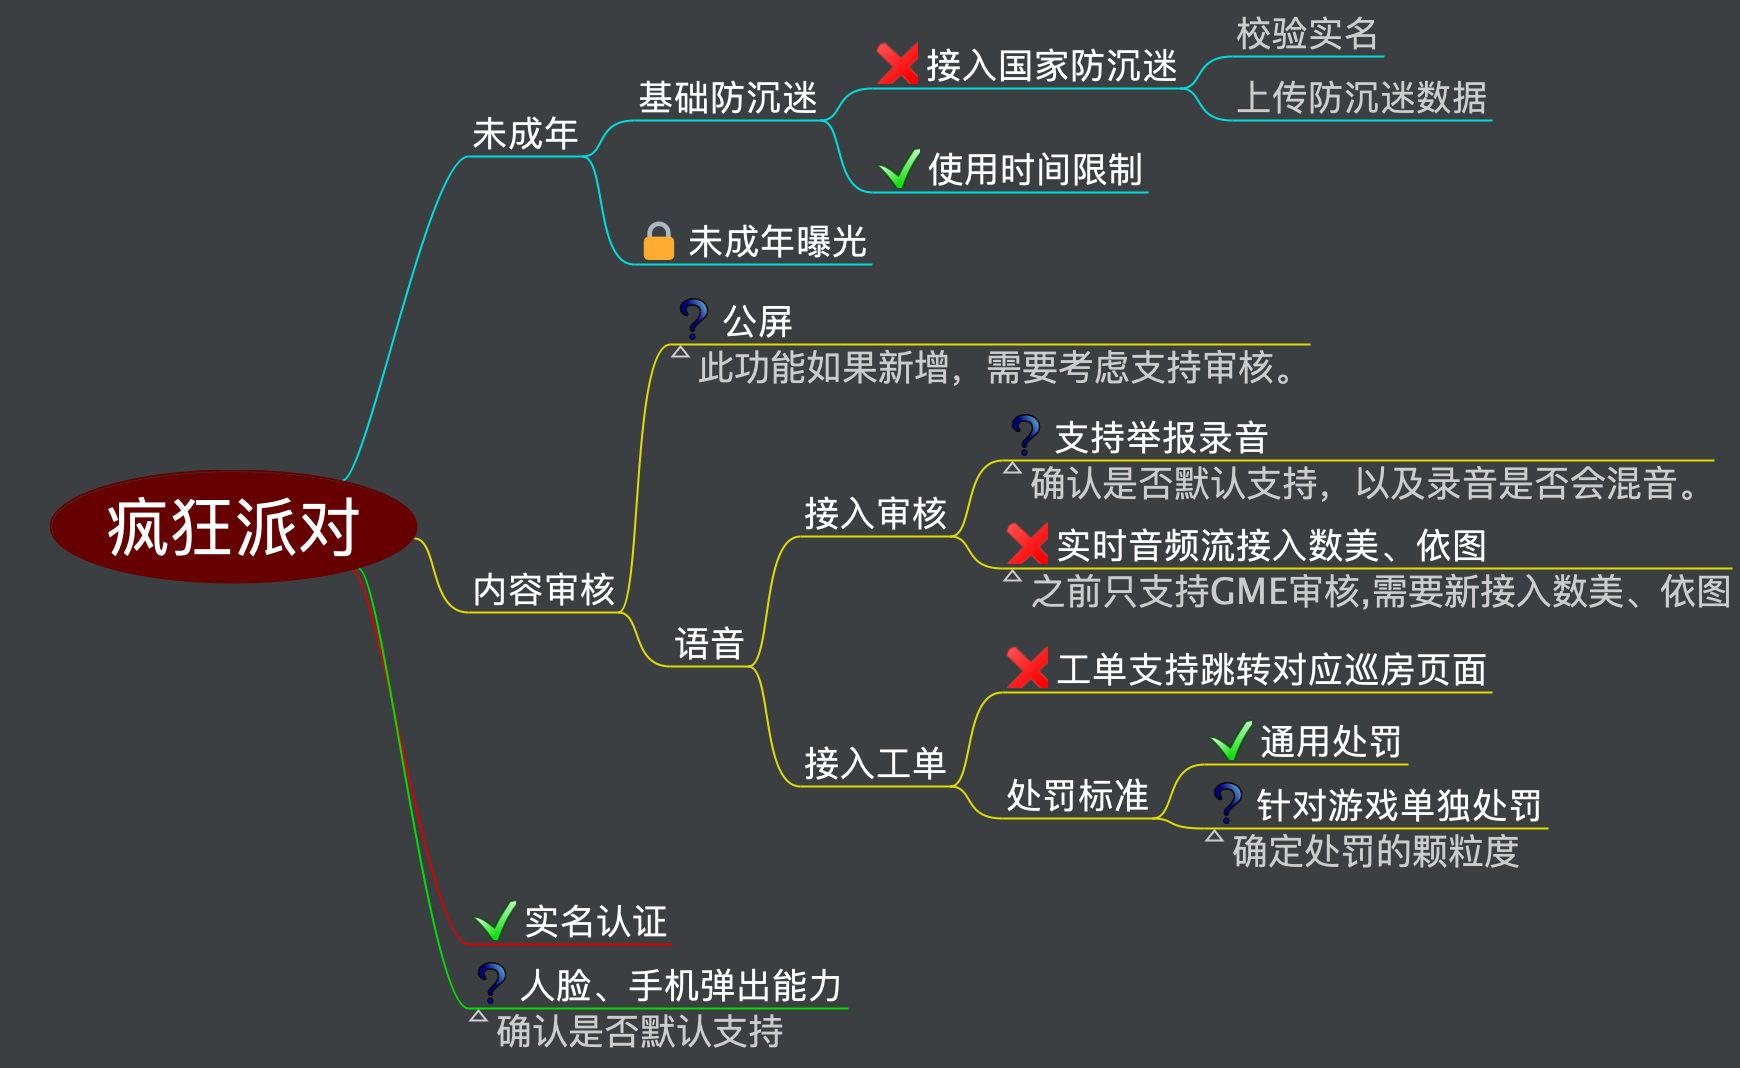 疯狂派对
未成年
基础防沉迷
接入国家防沉迷
校验实名
上传防沉迷数据
使用时间限制
未成年曝光
内容审核
公屏
此功能如果新增，需要考虑支持审核。
语音
接入审核
支持举报录音
确认是否默认支持，以及录音是否会混音。
实时音频流接入数美、依图
之前只支持GME审核,需要新接入数美、依图
接入工单
工单支持跳转对应巡房页面
处罚标准
通用处罚
针对游戏单独处罚
确定处罚的颗粒度
实名认证
人脸、手机弹出能力
确认是否默认支持